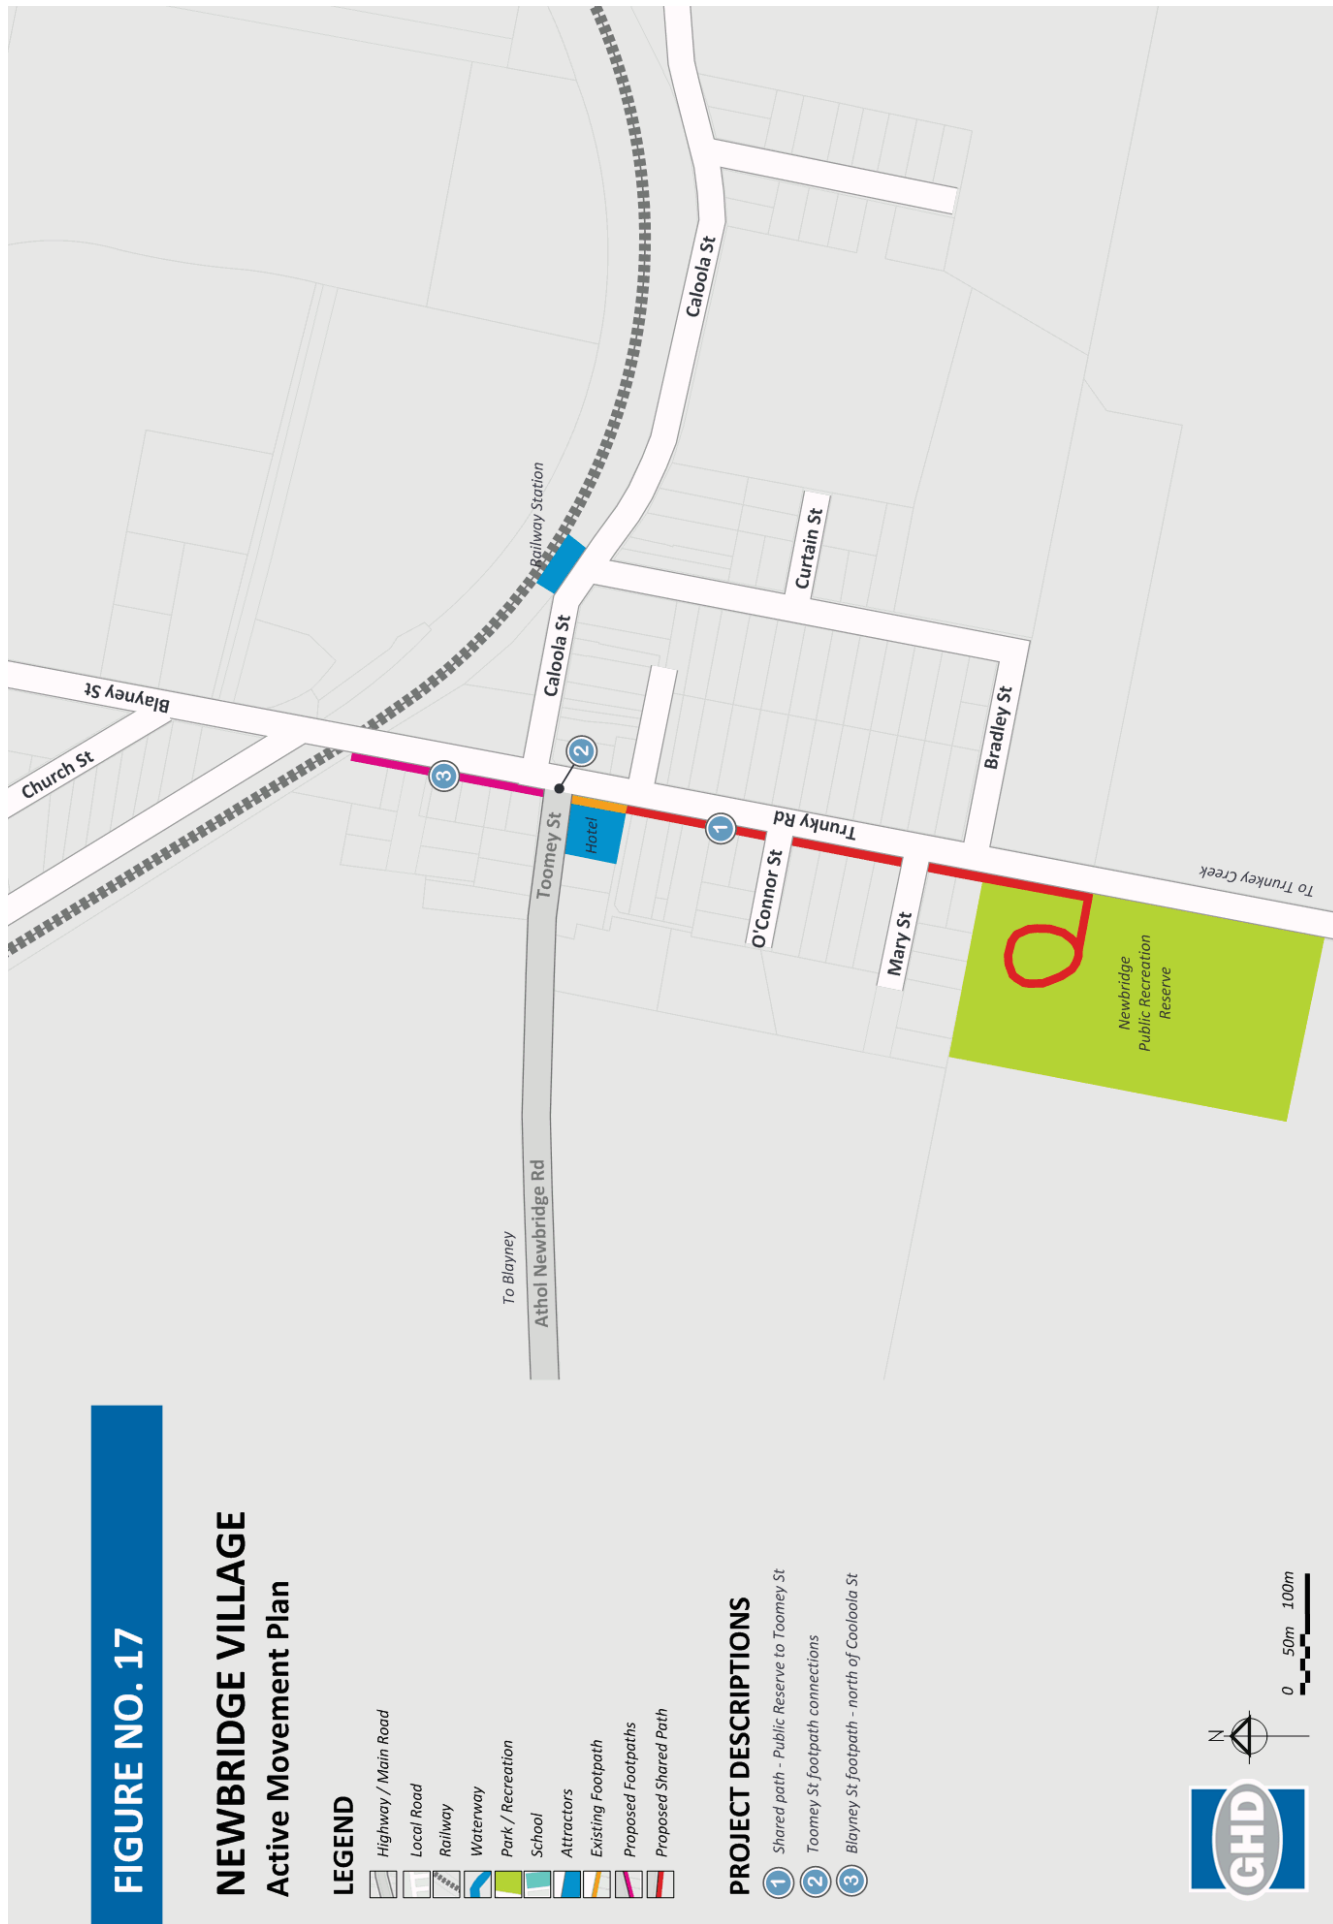 FIGURE NO. 17
NEWBRIDGE VILLAGE
Active Movement Plan
LEGEND
Highway / Main Road
Local Road
Railway
Waterway
Park / Recreation
School
Attractors
Existing Footpath
Proposed Footpaths
Proposed Shared Path
PROJECT DESCRIPTIONS
1 Shared path - Public Reserve to Toomey St
2 Toomey St footpath connections
3 Blayney St footpath - north of Cooloola St
GHD
N
0 50m 100m
To Blayney
Athol Newbridge Rd
Toomey St
Hotel
Church St
Blayney St
3
2
1
Caloola St
Railway Station
Caloola St
Curtain St
Bradley St
Trunky Rd
O'Connor St
Mary St
To Trunkey Creek
Newbridge
Public Recreation
Reserve